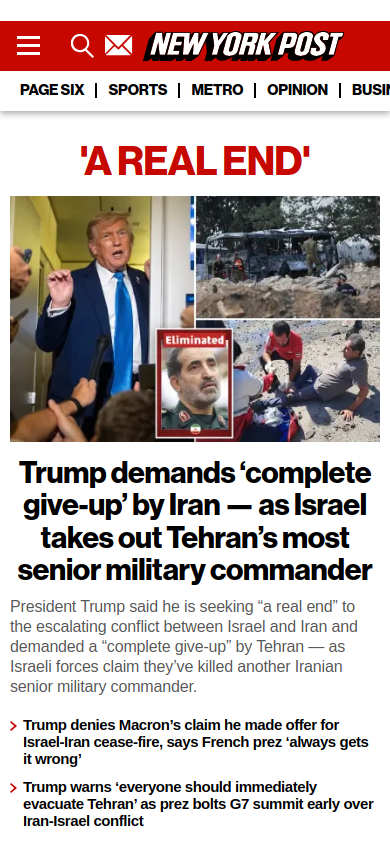 NEW YORK POST
PAGE SIX
SPORTS
METRO
OPINION
BUSIN
'A REAL END'
Eliminated
Trump demands ‘complete
give-up’ by Iran — as Israel
takes out Tehran’s most
senior military commander
President Trump said he is seeking “a real end” to
the escalating conflict between Israel and Iran and
demanded a “complete give-up” by Tehran — as
Israeli forces claim they’ve killed another Iranian
senior military commander.
Trump denies Macron’s claim he made offer for
Israel-Iran cease-fire, says French prez ‘always gets
it wrong’
Trump warns ‘everyone should immediately
evacuate Tehran’ as prez bolts G7 summit early over
Iran-Israel conflict